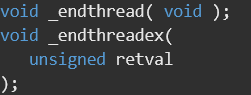 void _endthread( void );
void _endthreadex(
   unsigned retval
);